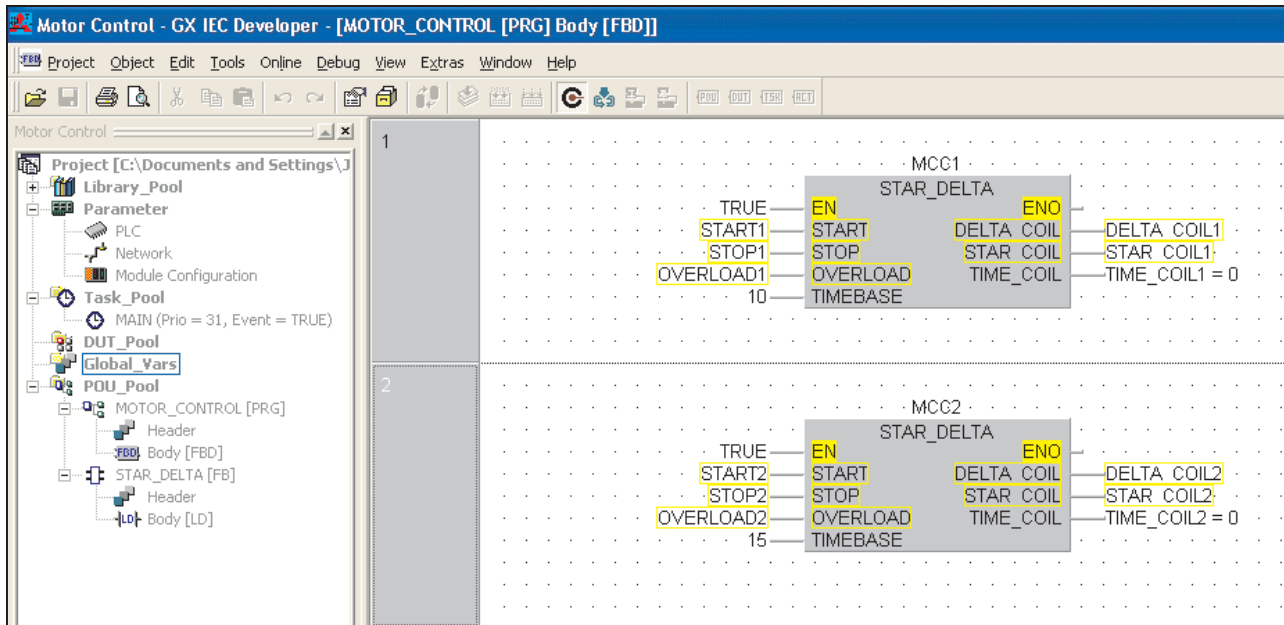 Motor Control - GX IEC Developer - [MOTOR_CONTROL [PRG] Body [FBD]]
FBD Project Object Edit Tools Online Debug View Extras Window Help
POU DUT TSK ACT
Motor Control
Project [C:\Documents and Settings\J
Library_Pool
Parameter
PLC
Network
Module Configuration
Task_Pool
MAIN (Prio = 31, Event = TRUE)
DUT_Pool
Global_Vars
POU_Pool
MOTOR_CONTROL [PRG]
Header
FBD Body [FBD]
STAR_DELTA [FB]
Header
LD Body [LD]
1
MCC1
STAR_DELTA
TRUE EN ENO
START1 START DELTA_COIL DELTA_COIL1
STOP1 STOP STAR_COIL STAR_COIL1
OVERLOAD1 OVERLOAD TIME_COIL TIME_COIL1 = 0
10 TIMEBASE
2
MCC2
STAR_DELTA
TRUE EN ENO
START2 START DELTA_COIL DELTA_COIL2
STOP2 STOP STAR_COIL STAR_COIL2
OVERLOAD2 OVERLOAD TIME_COIL TIME_COIL2 = 0
15 TIMEBASE